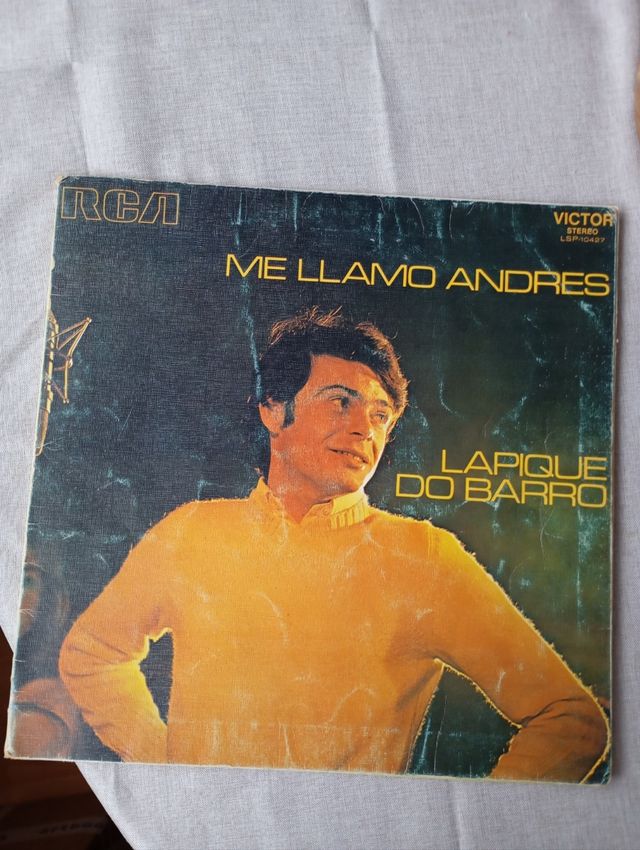 RCA
VICTOR
STEREO
LSP-10427
ME LLAMO ANDRES
LAPIQUE
DO BARRO